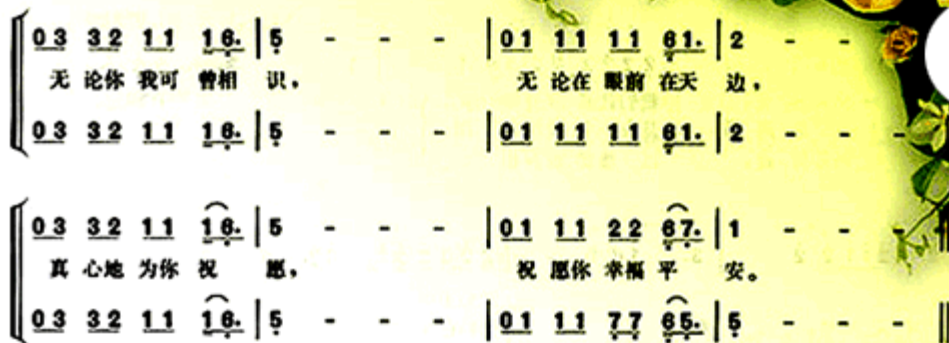 03 32 11 16. | 5 - - - | 01 11 11 61. | 2 - - -
无论你我可曾相识, 无论在眼前在天边,
03 32 11 16. | 5 - - - | 01 11 11 61. | 2 - - -
03 32 11 16. | 5 - - - | 01 11 22 67. | 1 - - -
真心地为你祝愿, 祝愿你幸福平安。
03 32 11 16. | 5 - - - | 01 11 77 65. | 5 - - -